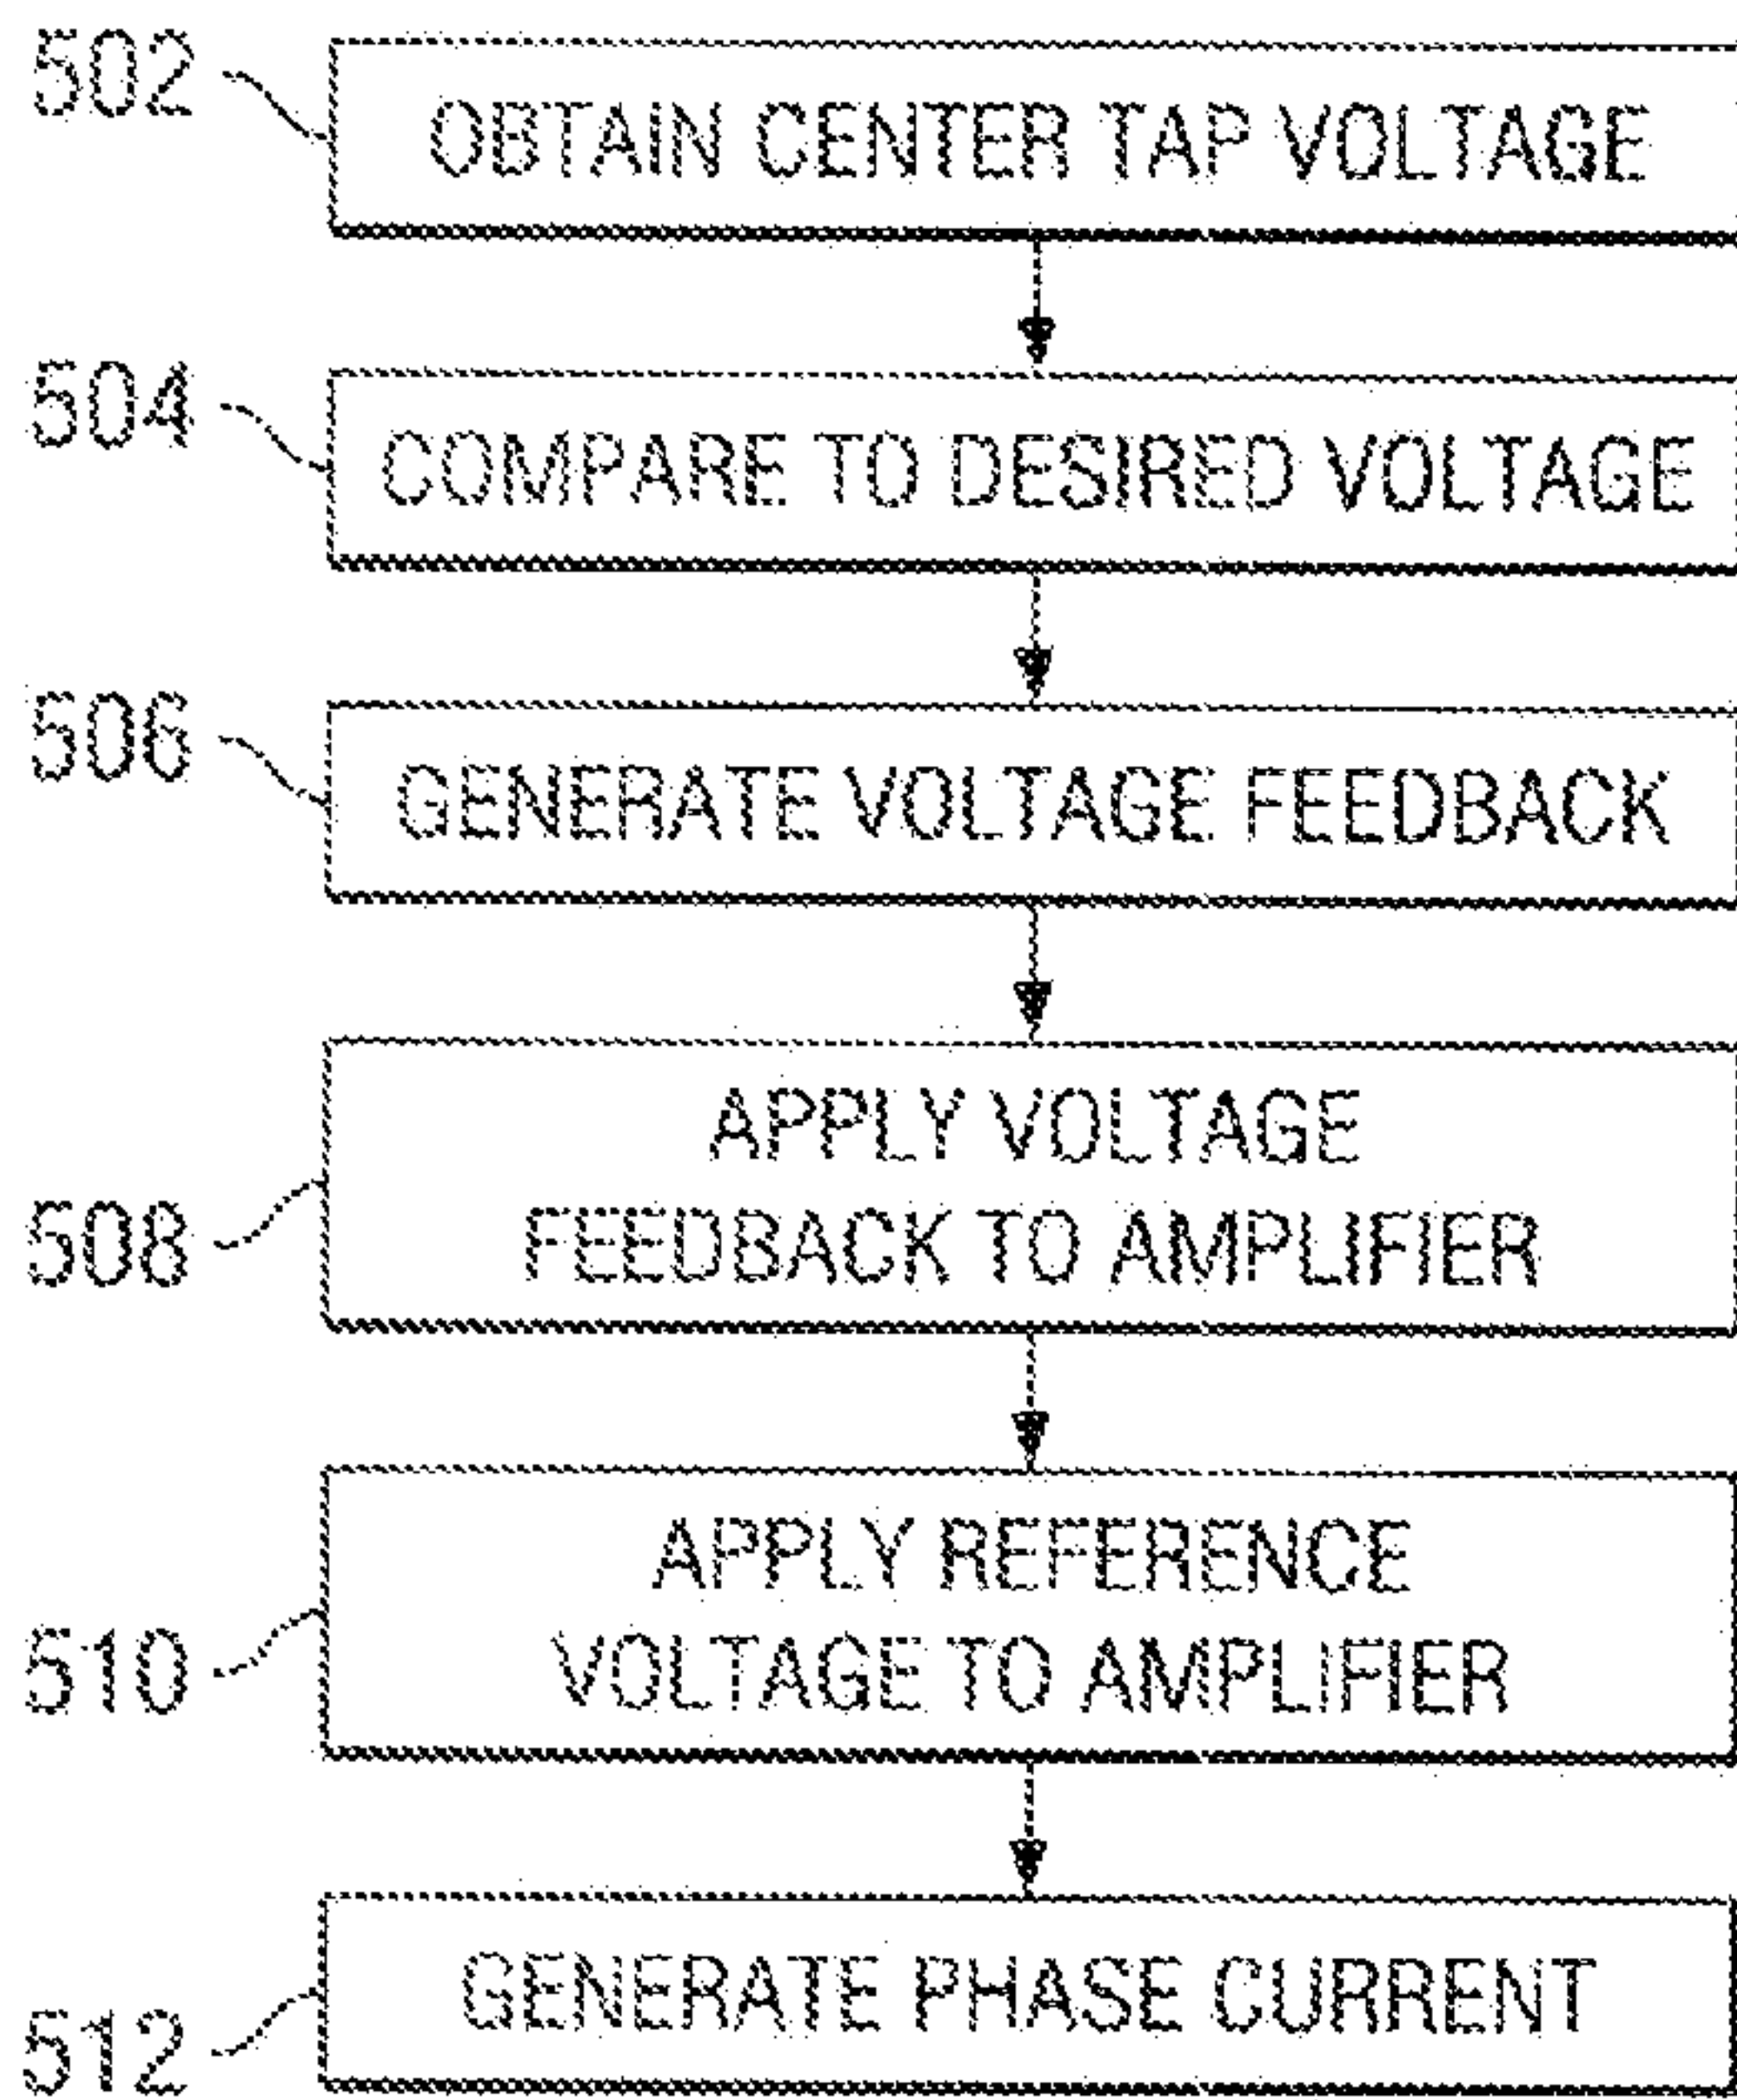 502
OBTAIN CENTER TAP VOLTAGE
504
COMPARE TO DESIRED VOLTAGE
506
GENERATE VOLTAGE FEEDBACK
508
APPLY VOLTAGE
FEEDBACK TO AMPLIFIER
510
APPLY REFERENCE
VOLTAGE TO AMPLIFIER
512
GENERATE PHASE CURRENT